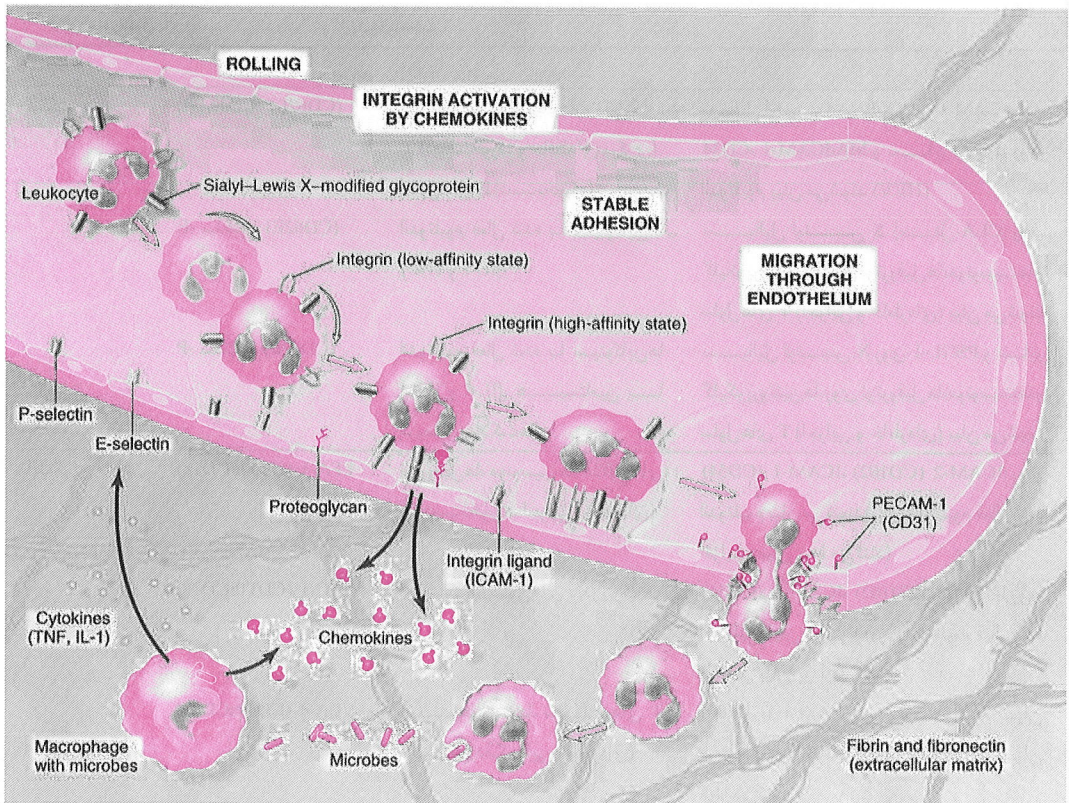 ROLLING
INTEGRIN ACTIVATION
BY CHEMOKINES
Leukocyte
Sialyl–Lewis X–modified glycoprotein
STABLE
ADHESION
Integrin (low-affinity state)
MIGRATION
THROUGH
ENDOTHELIUM
Integrin (high-affinity state)
P-selectin
E-selectin
Proteoglycan
PECAM-1
(CD31)
Integrin ligand
(ICAM-1)
Cytokines
(TNF, IL-1)
Chemokines
Macrophage
with microbes
Microbes
Fibrin and fibronectin
(extracellular matrix)